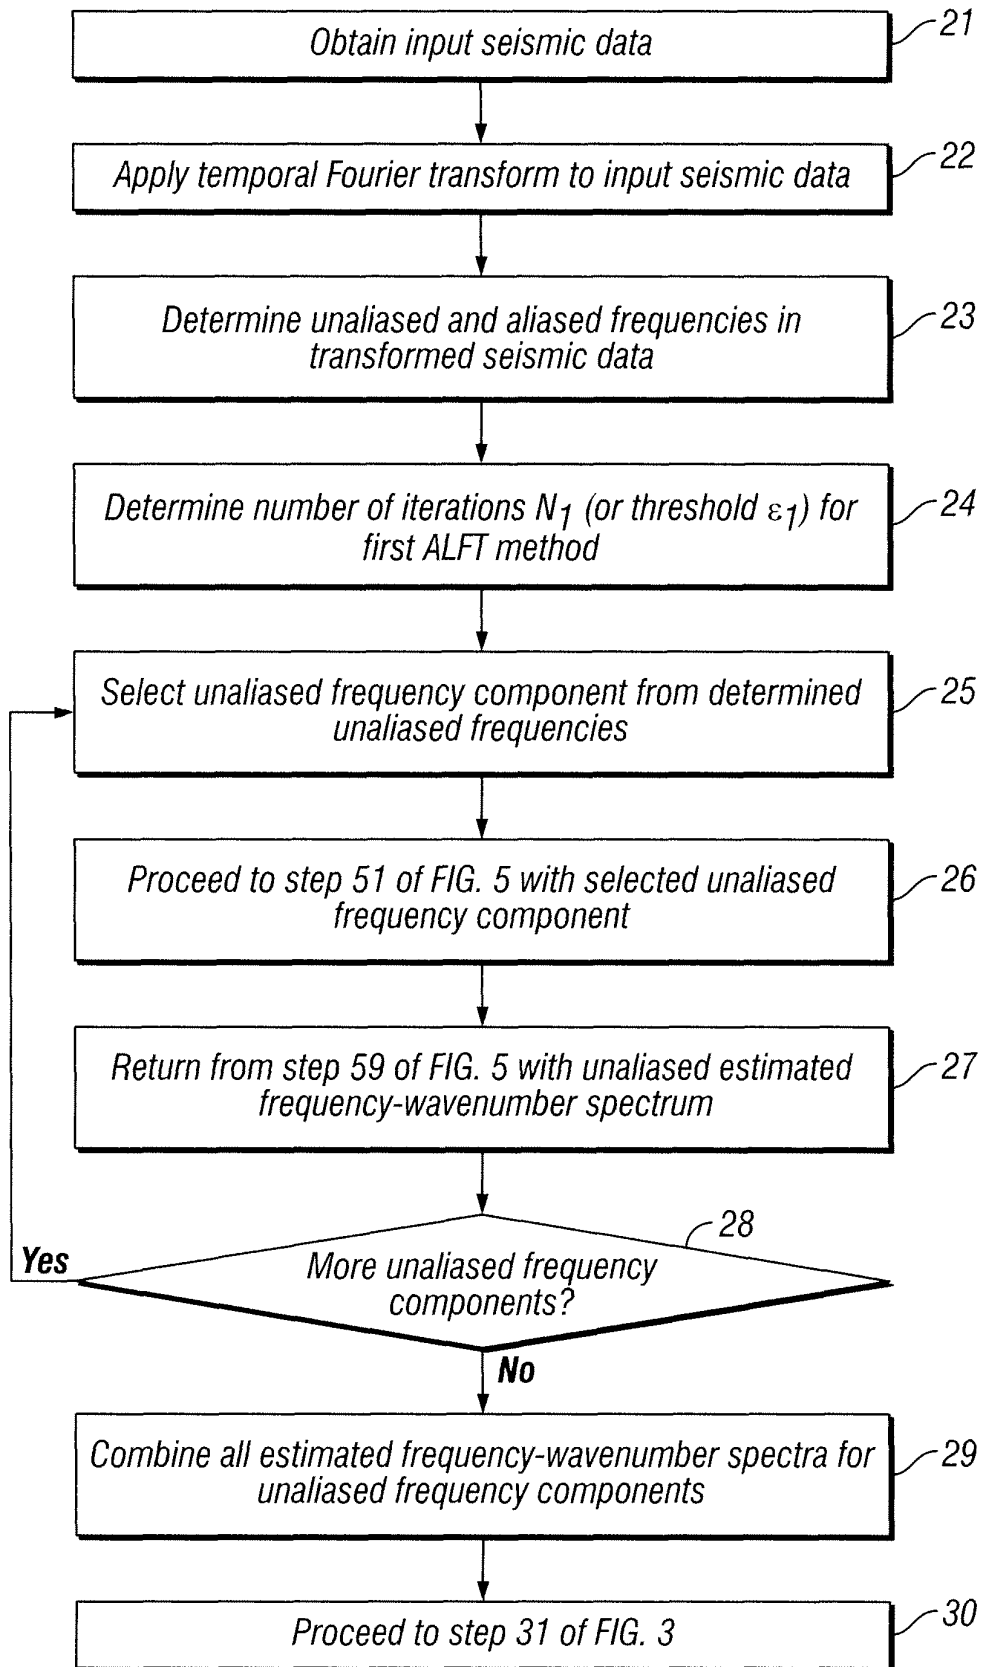 Obtain input seismic data
21
Apply temporal Fourier transform to input seismic data
22
Determine unaliased and aliased frequencies in
transformed seismic data
23
Determine number of iterations N1 (or threshold ε1) for
first ALFT method
24
Select unaliased frequency component from determined
unaliased frequencies
25
Proceed to step 51 of FIG. 5 with selected unaliased
frequency component
26
Return from step 59 of FIG. 5 with unaliased estimated
frequency-wavenumber spectrum
27
28
Yes
More unaliased frequency
components?
No
Combine all estimated frequency-wavenumber spectra for
unaliased frequency components
29
Proceed to step 31 of FIG. 3
30